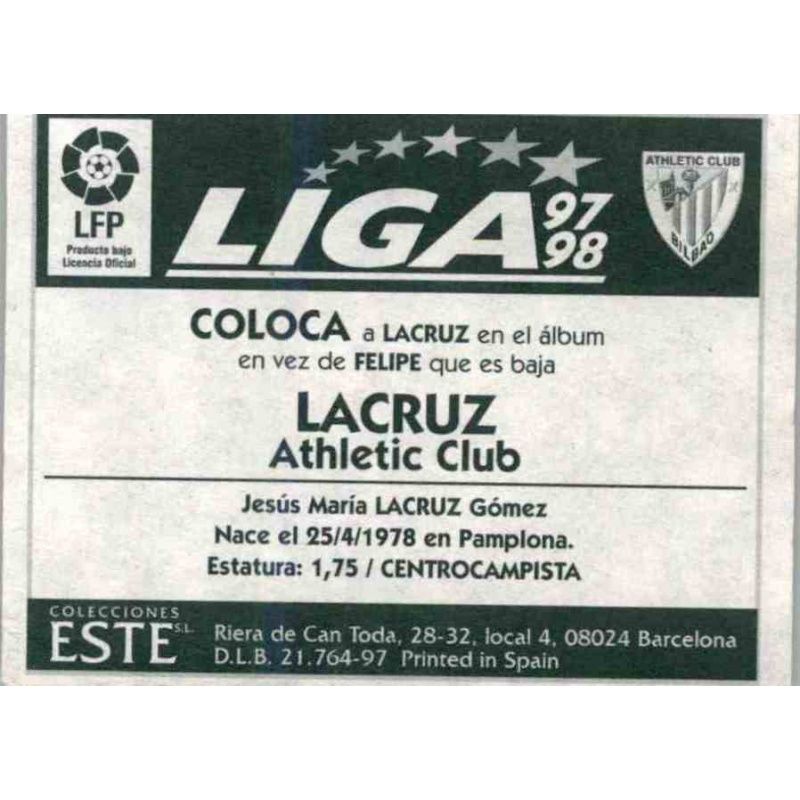 LFP
Producto bajo
Licencia Oficial
LIGA 97
98
ATHLETIC CLUB
BILBAO
COLOCA a LACRUZ en el álbum
en vez de FELIPE que es baja
LACRUZ
Athletic Club
Jesús María LACRUZ Gómez
Nace el 25/4/1978 en Pamplona.
Estatura: 1,75 / CENTROCAMPISTA
COLECCIONES
ESTE S.L.
Riera de Can Toda, 28-32, local 4, 08024 Barcelona
D.L.B. 21.764-97 Printed in Spain